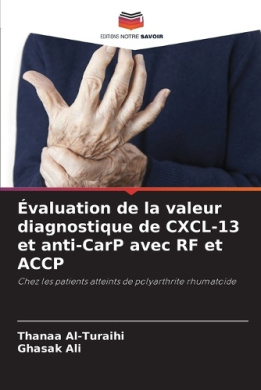 EDITIONS NOTRE SAVOIR
Évaluation de la valeur
diagnostique de CXCL-13
et anti-CarP avec RF et
ACCP
Chez les patients atteints de polyarthrite rhumatoïde
Thanaa Al-Turaihi
Ghasak Ali